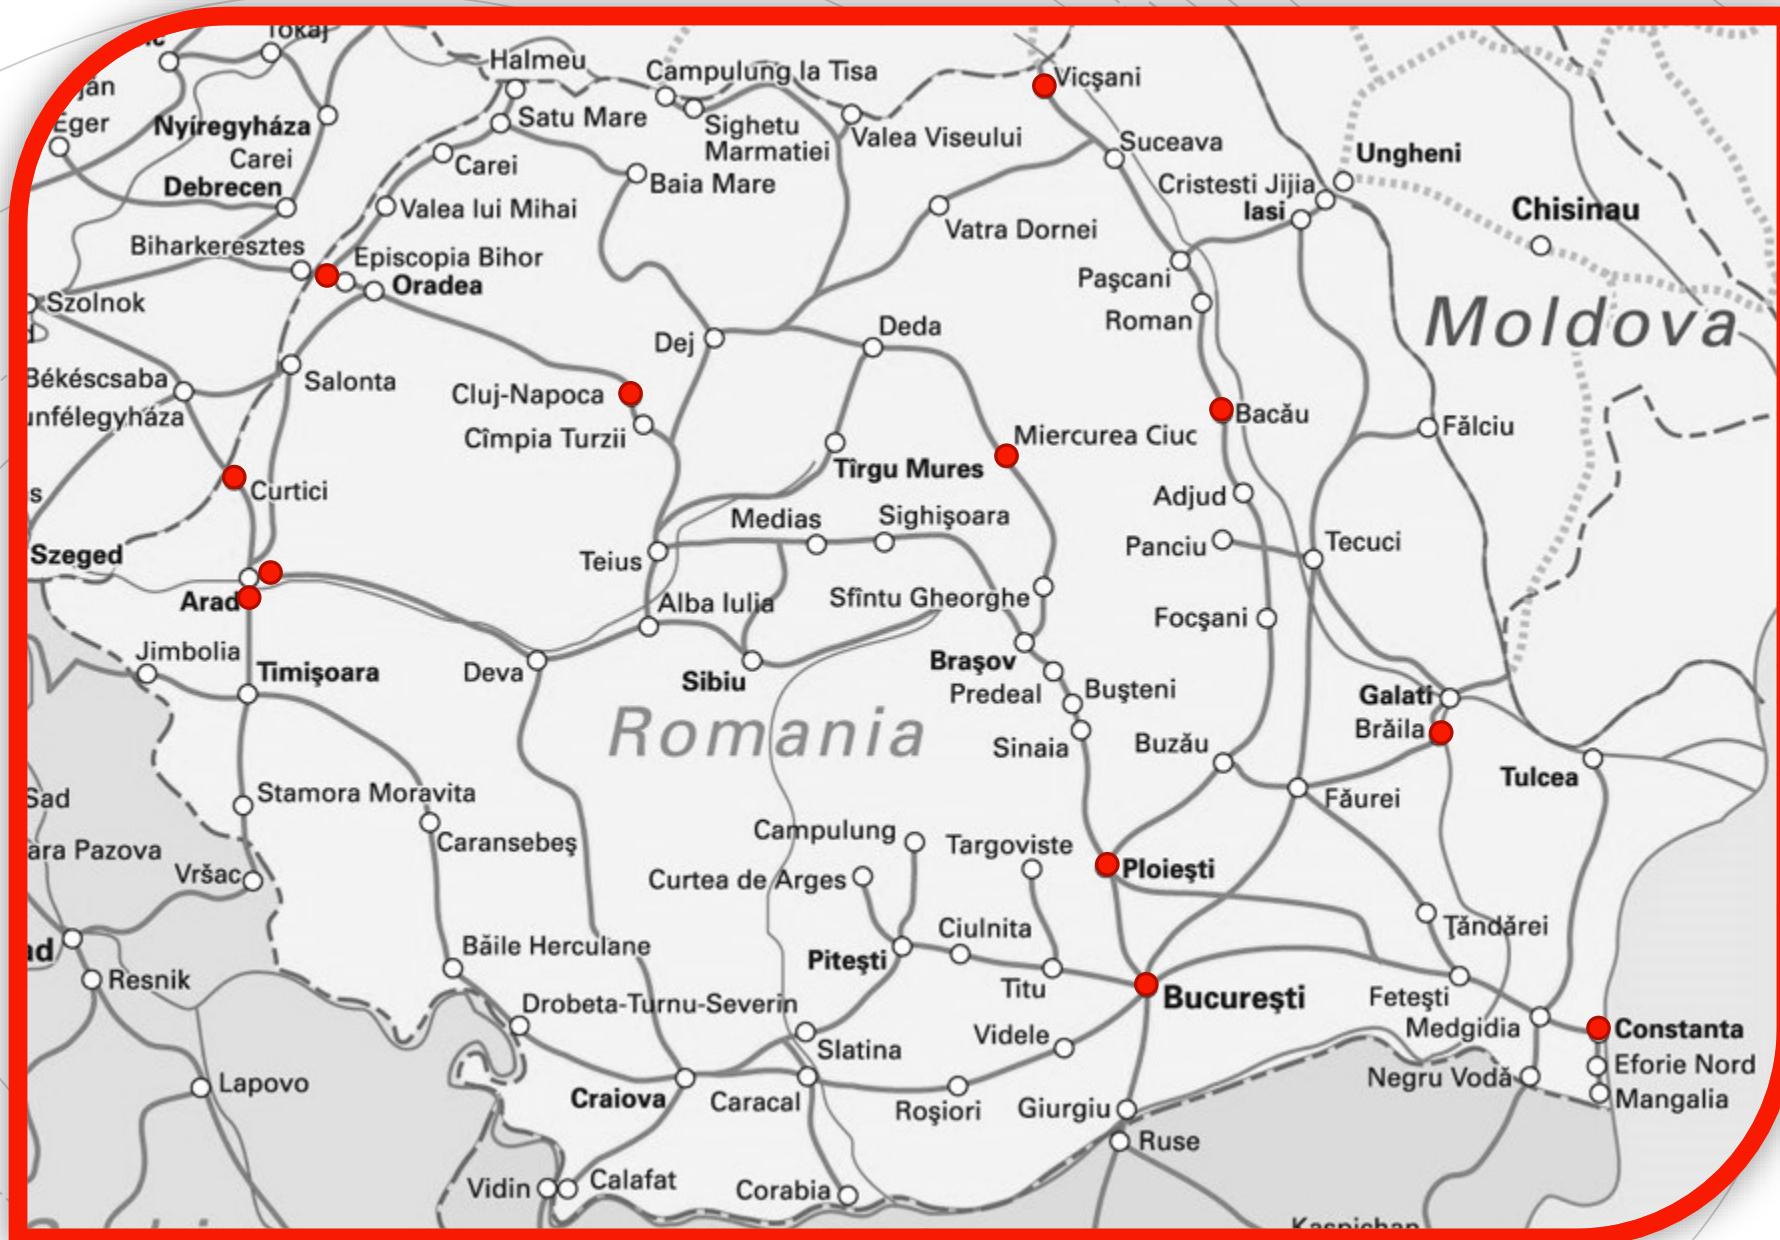 Tokaj
Halmeu
Campulung la Tisa
Vicșani
Eger
Nyíregyháza
Satu Mare
Sighetu
Marmatiei
Valea Viseului
Suceava
Ungheni
Carei
Carei
Debrecen
Baia Mare
Cristesti Jijia
Iasi
Chisinau
Valea lui Mihai
Vatra Dornei
Biharkeresztes
Episcopia Bihor
Oradea
Paşcani
Szolnok
Roman
Moldova
Dej
Deda
Békéscsaba
Salonta
Cluj-Napoca
unfélegyháza
Cîmpia Turzii
Bacău
Fălciu
Miercurea Ciuc
Tîrgu Mures
Curtici
Adjud
Medias
Sighişoara
Szeged
Teius
Panciu
Tecuci
Arad
Alba Iulia
Sfîntu Gheorghe
Focşani
Jimbolia
Timişoara
Deva
Sibiu
Braşov
Predeal
Buşteni
Galati
Brăila
Romania
Sinaia
Buzău
Tulcea
Sad
Stamora Moravita
Făurei
Caransebeş
Campulung
Targoviste
ara Pazova
Vršac
Curtea de Arges
Ploieşti
Ciulnita
Ţăndărei
ad
Băile Herculane
Piteşti
Resnik
Titu
Bucureşti
Feteşti
Drobeta-Turnu-Severin
Videle
Medgidia
Constanta
Slatina
Eforie Nord
Lapovo
Negru Vodă
Craiova
Caracal
Roşiori
Giurgiu
Mangalia
Ruse
Vidin
Calafat
Corabia
Kaspichan